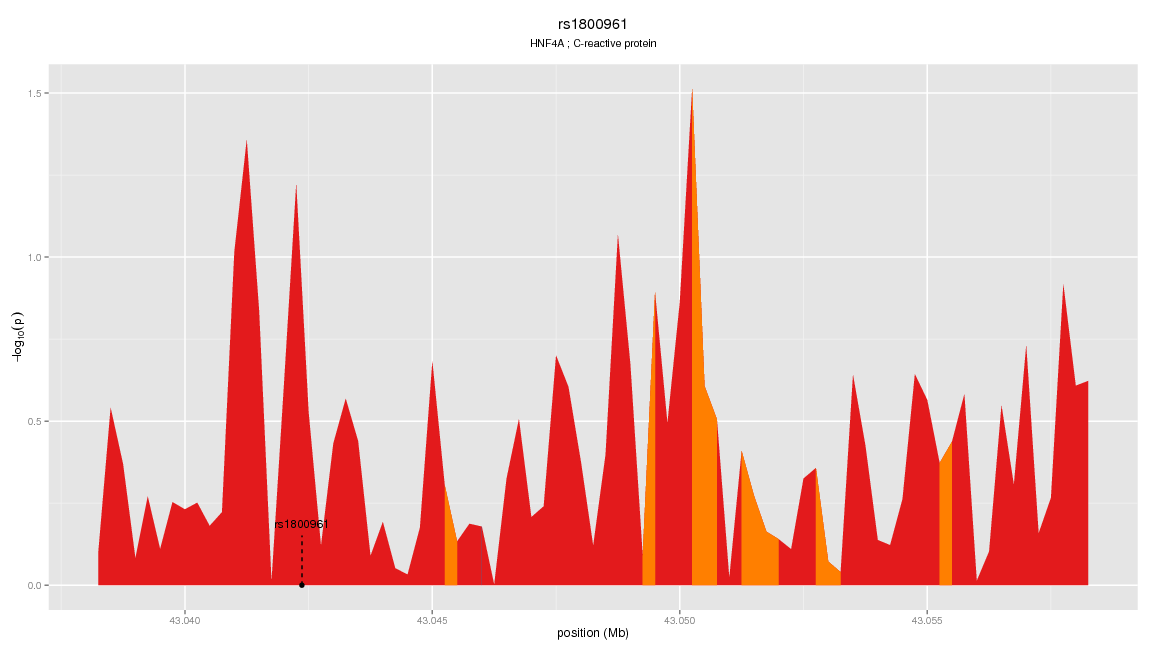 rs1800961
HNF4A ; C-reactive protein
1.5
1.0
0.5
0.0
−log10(p)
rs1800961
43.040
43.045
43.050
43.055
position (Mb)